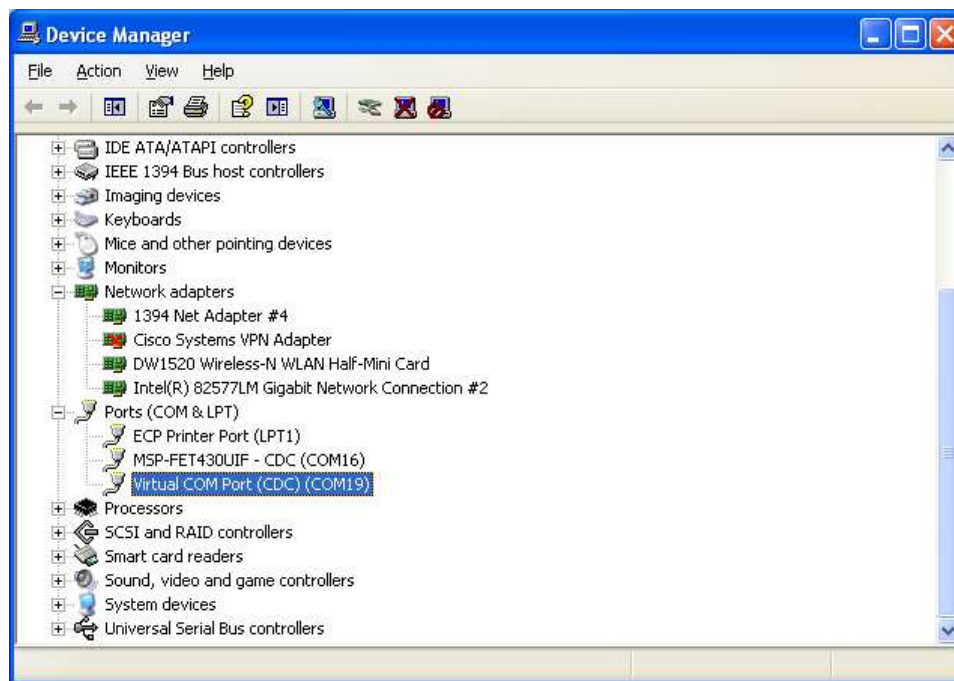 Device Manager
File Action View Help
IDE ATA/ATAPI controllers
IEEE 1394 Bus host controllers
Imaging devices
Keyboards
Mice and other pointing devices
Monitors
Network adapters
1394 Net Adapter #4
Cisco Systems VPN Adapter
DW1520 Wireless-N WLAN Half-Mini Card
Intel(R) 82577LM Gigabit Network Connection #2
Ports (COM & LPT)
ECP Printer Port (LPT1)
MSP-FET430UIF - CDC (COM16)
Virtual COM Port (CDC) (COM19)
Processors
SCSI and RAID controllers
Smart card readers
Sound, video and game controllers
System devices
Universal Serial Bus controllers